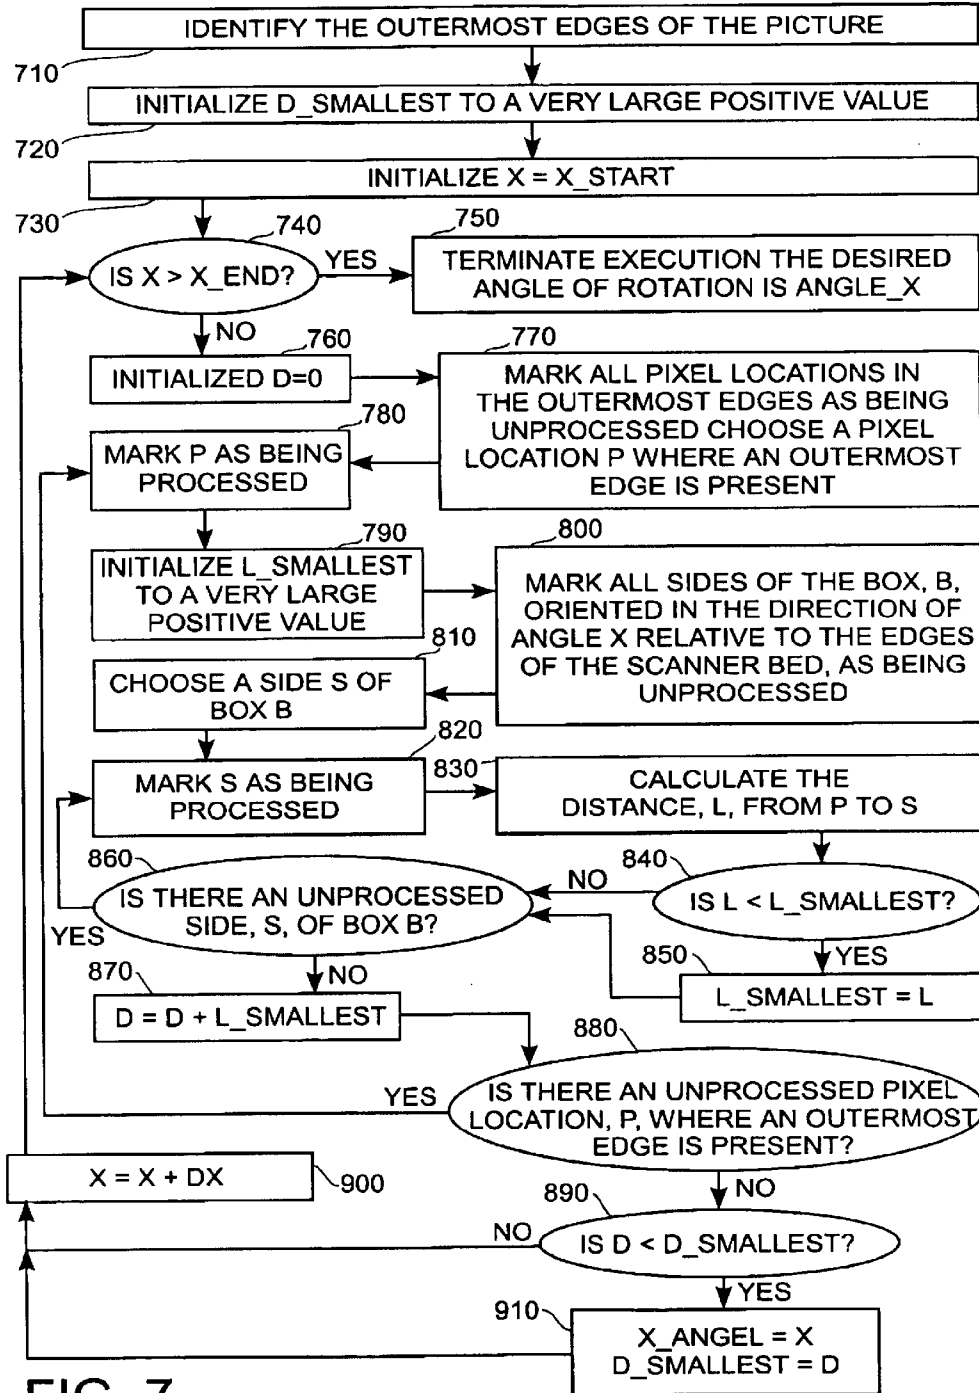 IDENTIFY THE OUTERMOST EDGES OF THE PICTURE
710
INITIALIZE D_SMALLEST TO A VERY LARGE POSITIVE VALUE
720
INITIALIZE X = X_START
730
740
IS X > X_END?
YES
750
TERMINATE EXECUTION THE DESIRED
ANGLE OF ROTATION IS ANGLE_X
NO
760
INITIALIZED D=0
770
MARK ALL PIXEL LOCATIONS IN
THE OUTERMOST EDGES AS BEING
UNPROCESSED CHOOSE A PIXEL
LOCATION P WHERE AN OUTERMOST
EDGE IS PRESENT
780
MARK P AS BEING
PROCESSED
790
INITIALIZE L_SMALLEST
TO A VERY LARGE
POSITIVE VALUE
800
MARK ALL SIDES OF THE BOX, B,
ORIENTED IN THE DIRECTION OF
ANGLE X RELATIVE TO THE EDGES
OF THE SCANNER BED, AS BEING
UNPROCESSED
810
CHOOSE A SIDE S OF
BOX B
820
MARK S AS BEING
PROCESSED
830
CALCULATE THE
DISTANCE, L, FROM P TO S
840
IS L < L_SMALLEST?
NO
YES
850
L_SMALLEST = L
860
IS THERE AN UNPROCESSED
SIDE, S, OF BOX B?
YES
NO
870
D = D + L_SMALLEST
880
IS THERE AN UNPROCESSED PIXEL
LOCATION, P, WHERE AN OUTERMOST
EDGE IS PRESENT?
YES
NO
890
IS D < D_SMALLEST?
NO
YES
X = X + DX
900
910
X_ANGEL = X
D_SMALLEST = D
FIG. 7